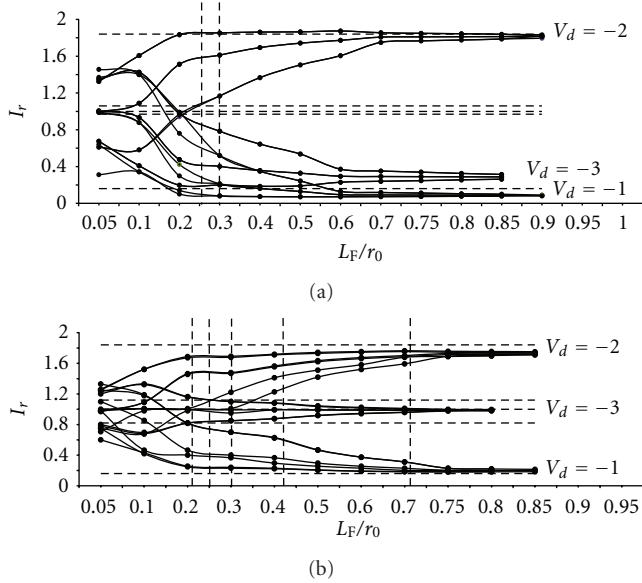 2
1.6
1.2
0.8
0.4
0
I_r
V_d = −2
V_d = −3
V_d = −1
0.05 0.1 0.2 0.3 0.4 0.5 0.6 0.7 0.75 0.8 0.85 0.9 0.95 1
L_F/r_0
(a)
2
1.6
1.2
0.8
0.4
0
I_r
V_d = −2
V_d = −3
V_d = −1
0.05 0.1 0.2 0.3 0.4 0.5 0.6 0.7 0.75 0.8 0.85 0.9 0.95
L_F/r_0
(b)